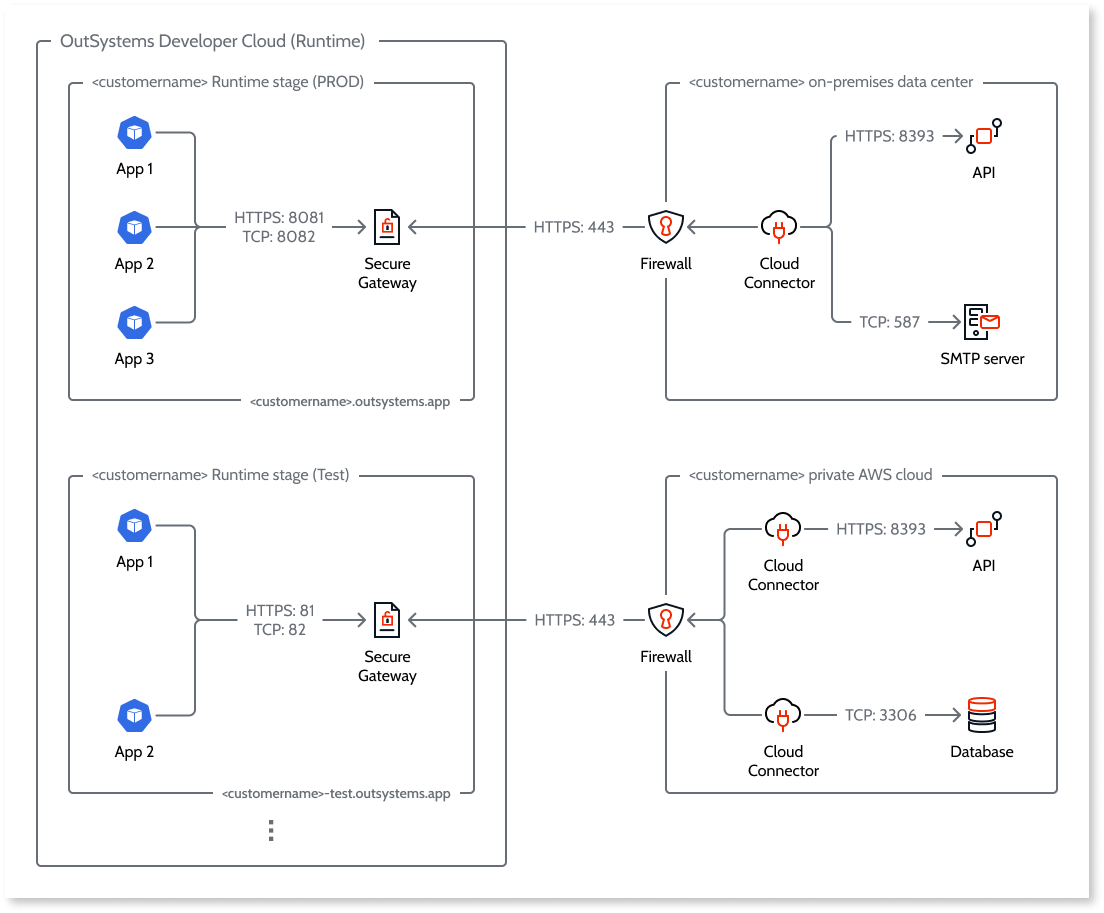 OutSystems Developer Cloud (Runtime)
<customername> Runtime stage (PROD)
App 1
App 2
App 3
HTTPS: 8081
TCP: 8082
Secure
Gateway
<customername>.outsystems.app
HTTPS: 443
<customername> on-premises data center
Firewall
Cloud
Connector
HTTPS: 8393
API
TCP: 587
SMTP server
<customername> Runtime stage (Test)
App 1
App 2
HTTPS: 81
TCP: 82
Secure
Gateway
<customername>-test.outsystems.app
HTTPS: 443
<customername> private AWS cloud
Firewall
Cloud
Connector
HTTPS: 8393
API
Cloud
Connector
TCP: 3306
Database